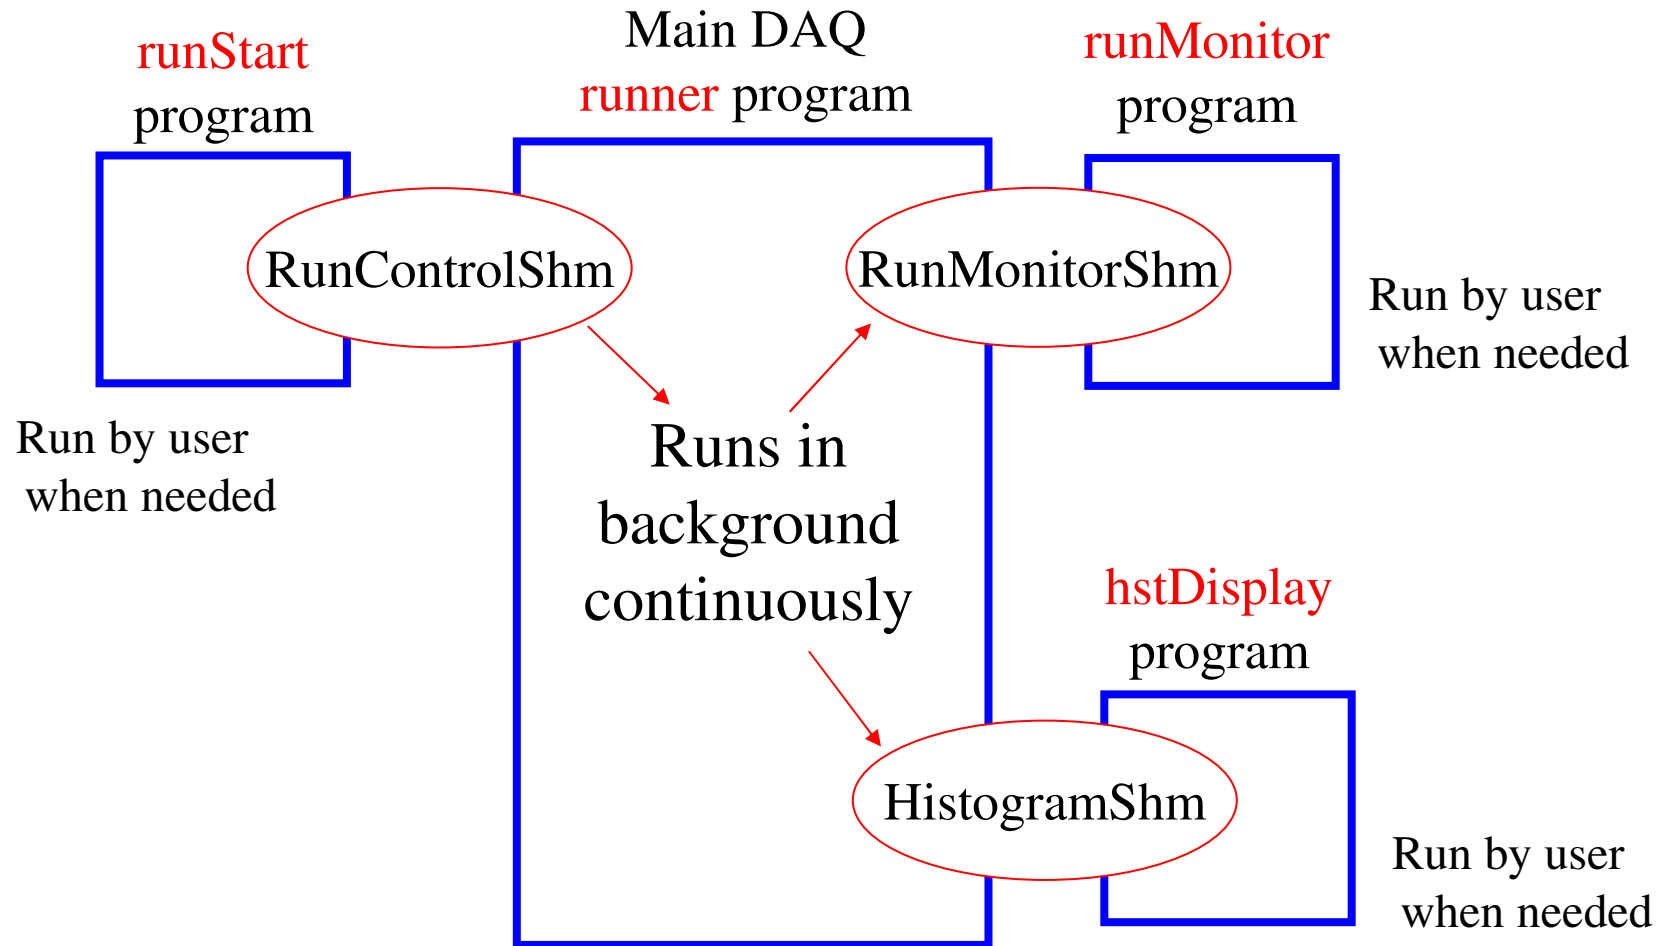 runStart
program
Main DAQ
runner program
runMonitor
program
RunControlShm
RunMonitorShm
Run by user
when needed
Run by user
when needed
Runs in
background
continuously
hstDisplay
program
HistogramShm
Run by user
when needed